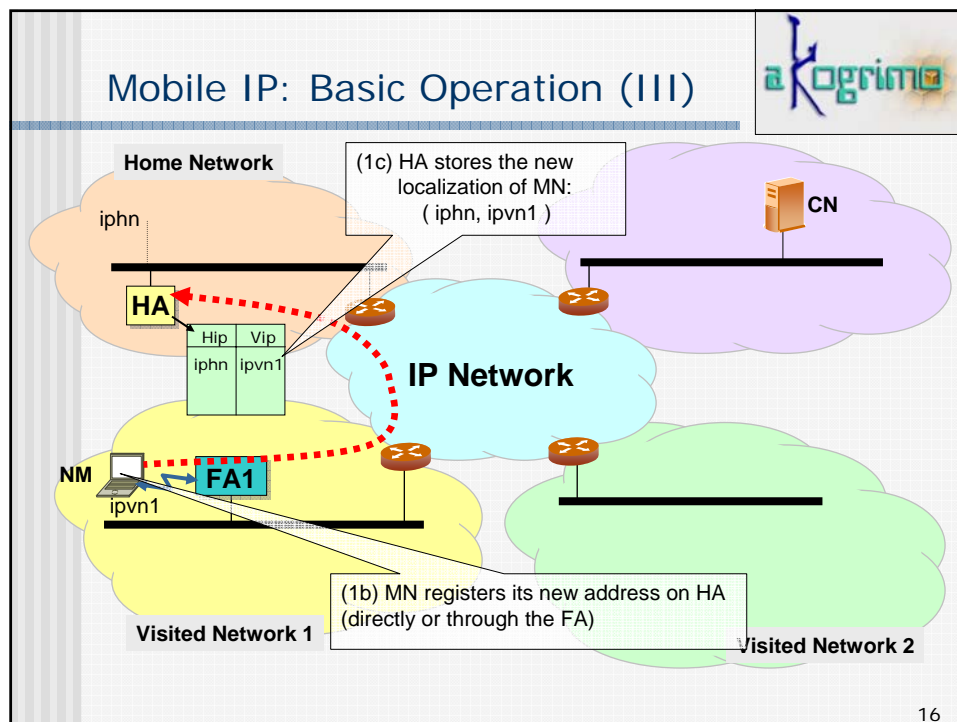 Mobile IP: Basic Operation (III)
akogrimo
Home Network
(1c) HA stores the new
localization of MN:
( iphn, ipvn1 )
CN
iphn
HA
Hip Vip
iphn ipvn1
IP Network
NM
FA1
ipvn1
(1b) MN registers its new address on HA
(directly or through the FA)
Visited Network 1
Visited Network 2
16